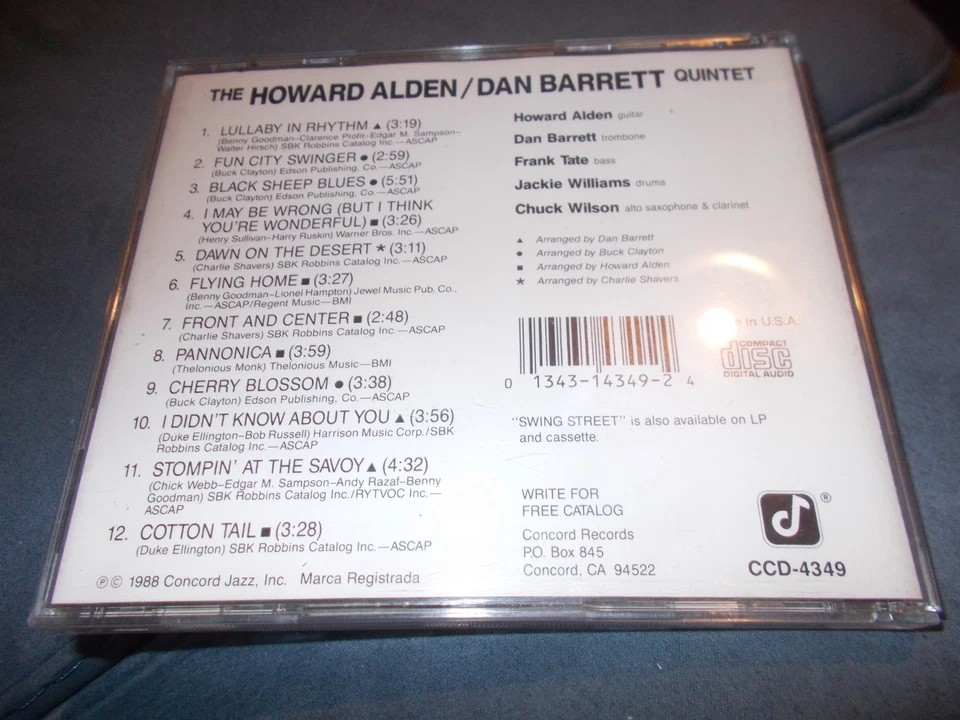 THE HOWARD ALDEN/DAN BARRETT QUINTET
1. LULLABY IN RHYTHM ▲ (3:19)
(Benny Goodman–Clarence Profit–Edgar M. Sampson–
Walter Hirsch) SBK Robbins Catalog Inc.—ASCAP
2. FUN CITY SWINGER ● (2:59)
(Buck Clayton) Edson Publishing, Co.—ASCAP
3. BLACK SHEEP BLUES ● (5:51)
(Buck Clayton) Edson Publishing, Co.—ASCAP
4. I MAY BE WRONG (BUT I THINK
YOU'RE WONDERFUL) ■ (3:26)
(Henry Sullivan–Harry Ruskin) Warner Bros. Inc.—ASCAP
5. DAWN ON THE DESERT ★ (3:11)
(Charlie Shavers) SBK Robbins Catalog Inc.—ASCAP
6. FLYING HOME ■ (3:27)
(Benny Goodman–Lionel Hampton) Jewel Music Pub. Co.,
Inc.—ASCAP/Regent Music—BMI
7. FRONT AND CENTER ■ (2:48)
(Charlie Shavers) SBK Robbins Catalog Inc.—ASCAP
8. PANNONICA ■ (3:59)
(Thelonious Monk) Thelonious Music—BMI
9. CHERRY BLOSSOM ● (3:38)
(Buck Clayton) Edson Publishing, Co.—ASCAP
10. I DIDN'T KNOW ABOUT YOU ▲ (3:56)
(Duke Ellington–Bob Russell) Harrison Music Corp./SBK
Robbins Catalog Inc.—ASCAP
11. STOMPIN' AT THE SAVOY ▲ (4:32)
(Chick Webb–Edgar M. Sampson–Andy Razaf–Benny
Goodman) SBK Robbins Catalog Inc./RYTVOC Inc.—
ASCAP
12. COTTON TAIL ■ (3:28)
(Duke Ellington) SBK Robbins Catalog Inc.—ASCAP
℗© 1988 Concord Jazz, Inc. Marca Registrada
Howard Alden guitar
Dan Barrett trombone
Frank Tate bass
Jackie Williams drums
Chuck Wilson alto saxophone & clarinet
▲ Arranged by Dan Barrett
● Arranged by Buck Clayton
■ Arranged by Howard Alden
★ Arranged by Charlie Shavers
in U.S.A.
COMPACT
disc
DIGITAL AUDIO
0 1343-14349-2 4
"SWING STREET" is also available on LP
and cassette.
WRITE FOR
FREE CATALOG
Concord Records
P.O. Box 845
Concord, CA 94522
®
CCD-4349